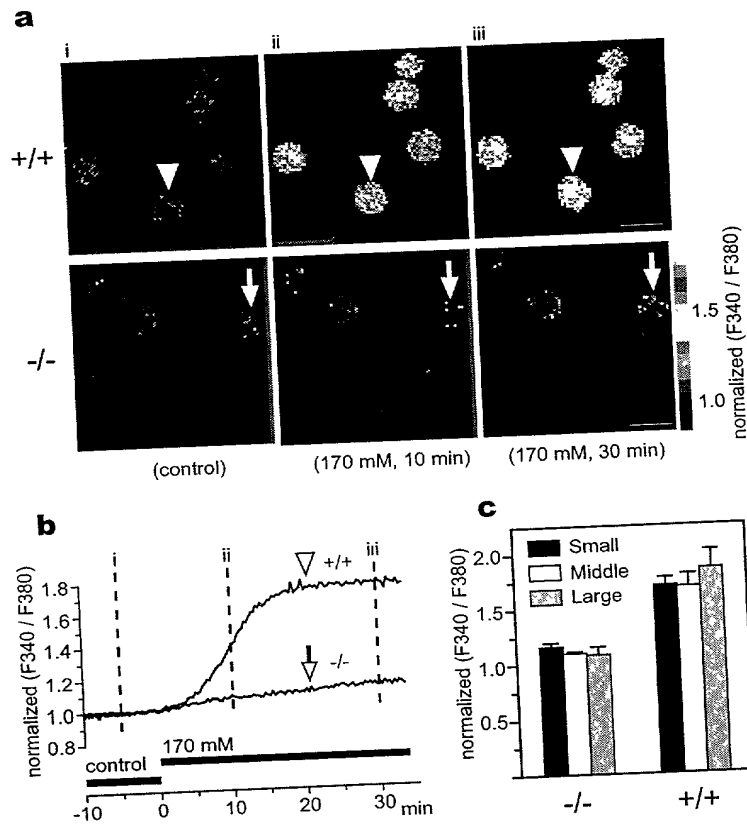 a
i
ii
iii
+/+
-/-
1.5
1.0
normalized (F340 / F380)
(control)
(170 mM, 10 min)
(170 mM, 30 min)
b
i
ii
iii
+/+
-/-
normalized (F340 / F380)
1.8
1.6
1.4
1.2
1.0
0.8
170 mM
control
-10
0
10
20
30
min
c
Small
Middle
Large
normalized (F340 / F380)
2.0
1.5
1.0
0.5
-/-
+/+